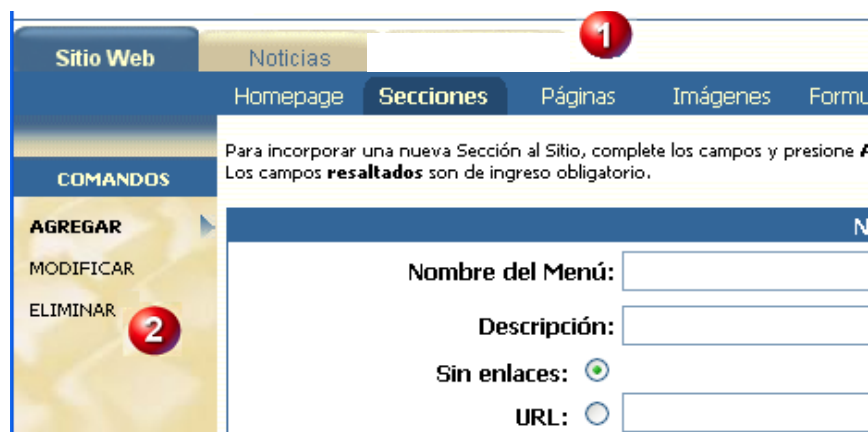 1
Sitio Web Noticias
Homepage Secciones Páginas Imágenes
Para incorporar una nueva Sección al Sitio, complete los campos y presione
Los campos resaltados son de ingreso obligatorio.
COMANDOS
AGREGAR
MODIFICAR
ELIMINAR
2
Nombre del Menú:
Descripción:
Sin enlaces:
URL: